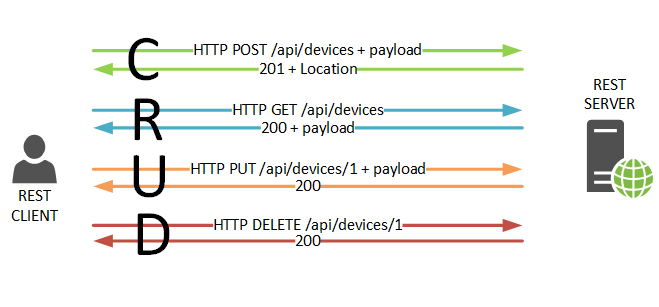 C
HTTP POST /api/devices + payload
201 + Location
R
HTTP GET /api/devices
200 + payload
U
HTTP PUT /api/devices/1 + payload
200
D
HTTP DELETE /api/devices/1
200
REST
CLIENT
REST
SERVER